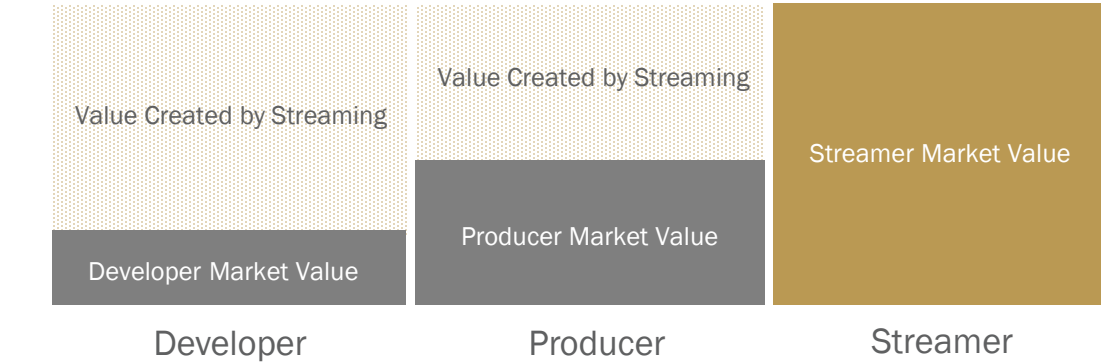 Value Created by Streaming
Value Created by Streaming
Streamer Market Value
Developer Market Value
Producer Market Value
Developer
Producer
Streamer